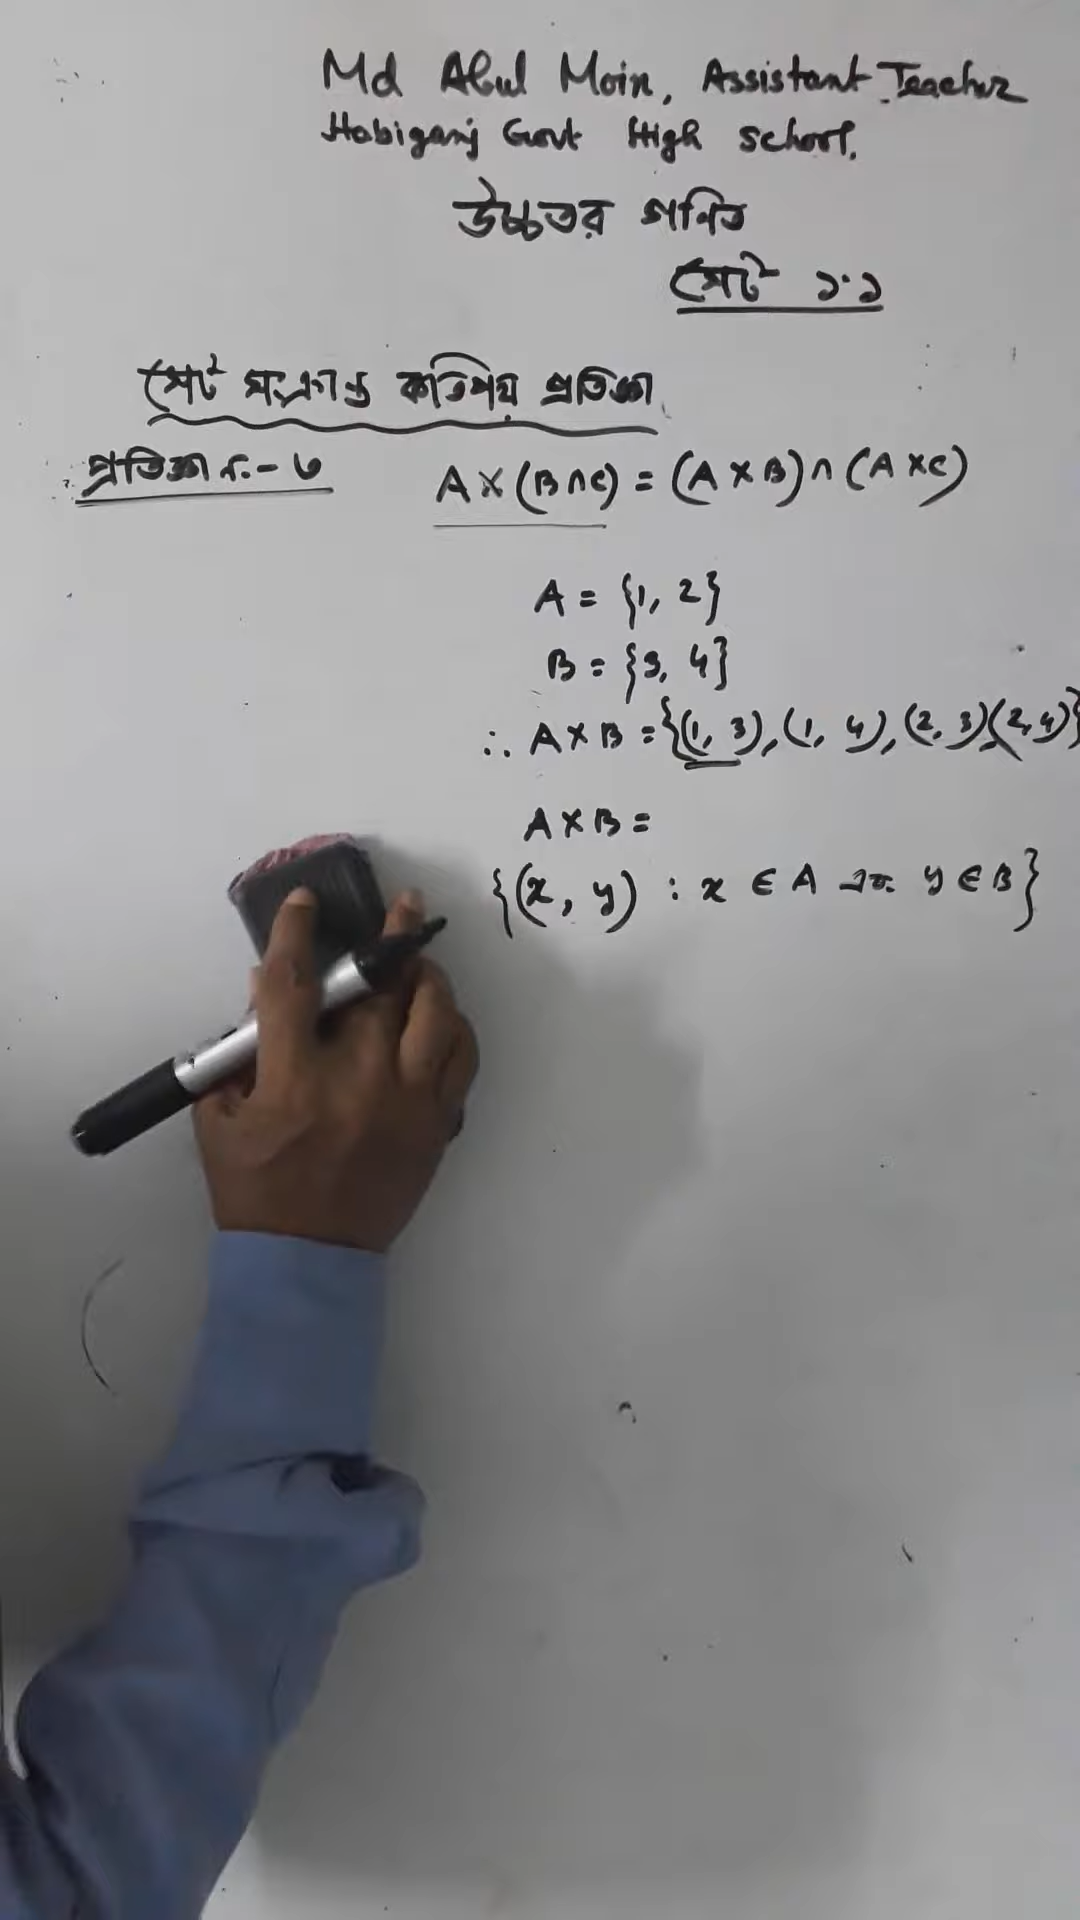 Md Abul Moin, Assistant Teacher
Habiganj Govt High School.
উচ্চতর গণিত
সেট ১.১
সেট সংক্রান্ত কতিপয় প্রতিজ্ঞা
প্রতিজ্ঞা নং-৩ A×(B∩C) = (A×B)∩(A×C)
A = {1, 2}
B = {3, 4}
∴ A×B = {(1, 3), (1, 4), (2, 3), (2, 4)}
A×B =
{(x, y) : x ∈ A এবং y ∈ B}